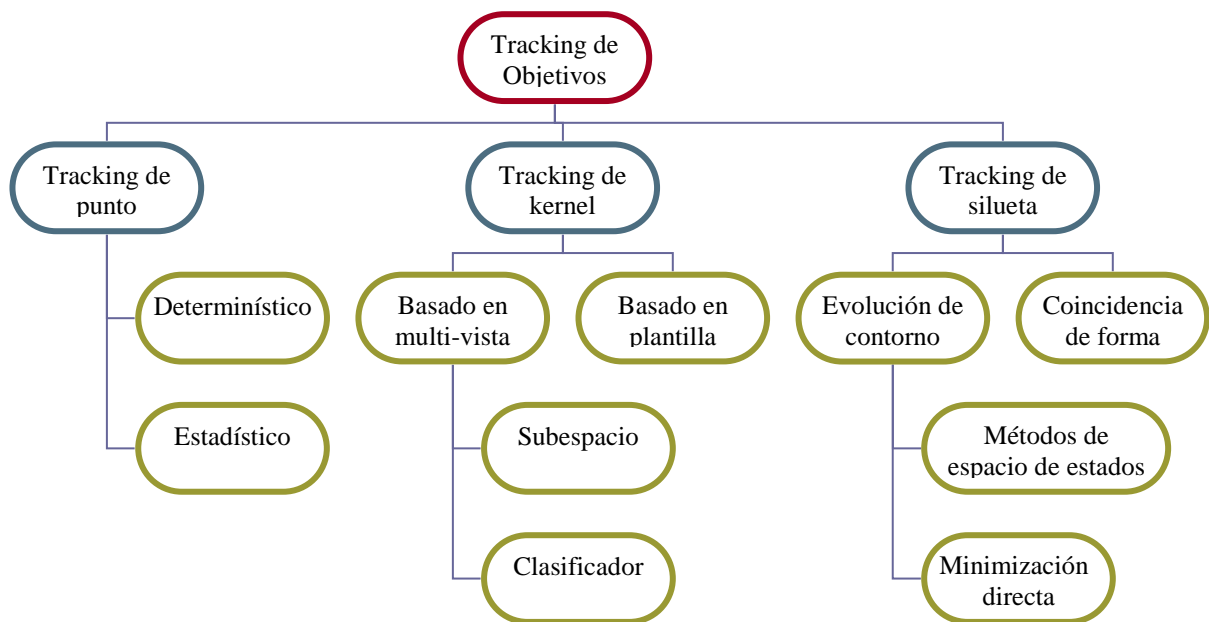 Tracking de
Objetivos
Tracking de
punto
Tracking de
kernel
Tracking de
silueta
Determinístico
Basado en
multi-vista
Basado en
plantilla
Evolución de
contorno
Coincidencia
de forma
Estadístico
Subespacio
Métodos de
espacio de estados
Clasificador
Minimización
directa